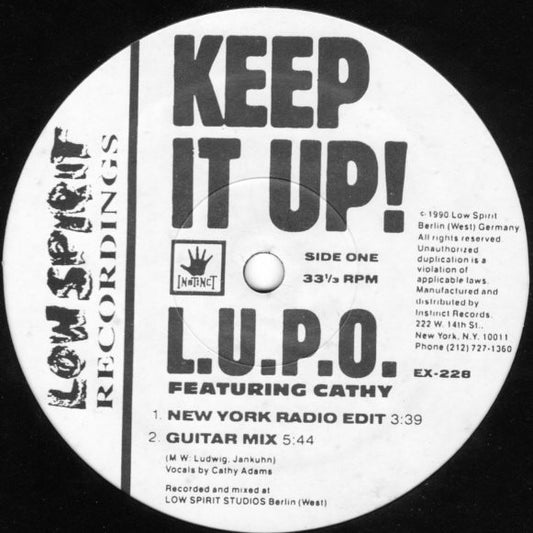 LOW SPIRIT
RECORDINGS
KEEP
IT UP!
INSTINCT
SIDE ONE
33⅓ RPM
© 1990 Low Spirit
Berlin (West) Germany
All rights reserved
Unauthorized
duplication is a
violation of
applicable laws.
Manufactured and
distributed by
Instinct Records.
222 W. 14th St..
New York, N.Y. 10011
Phone (212) 727-1360
L.U.P.O.
EX-228
FEATURING CATHY
1. NEW YORK RADIO EDIT 3:39
2. GUITAR MIX 5:44
(M W: Ludwig, Jankuhn)
Vocals by Cathy Adams
Recorded and mixed at
LOW SPIRIT STUDIOS Berlin (West)